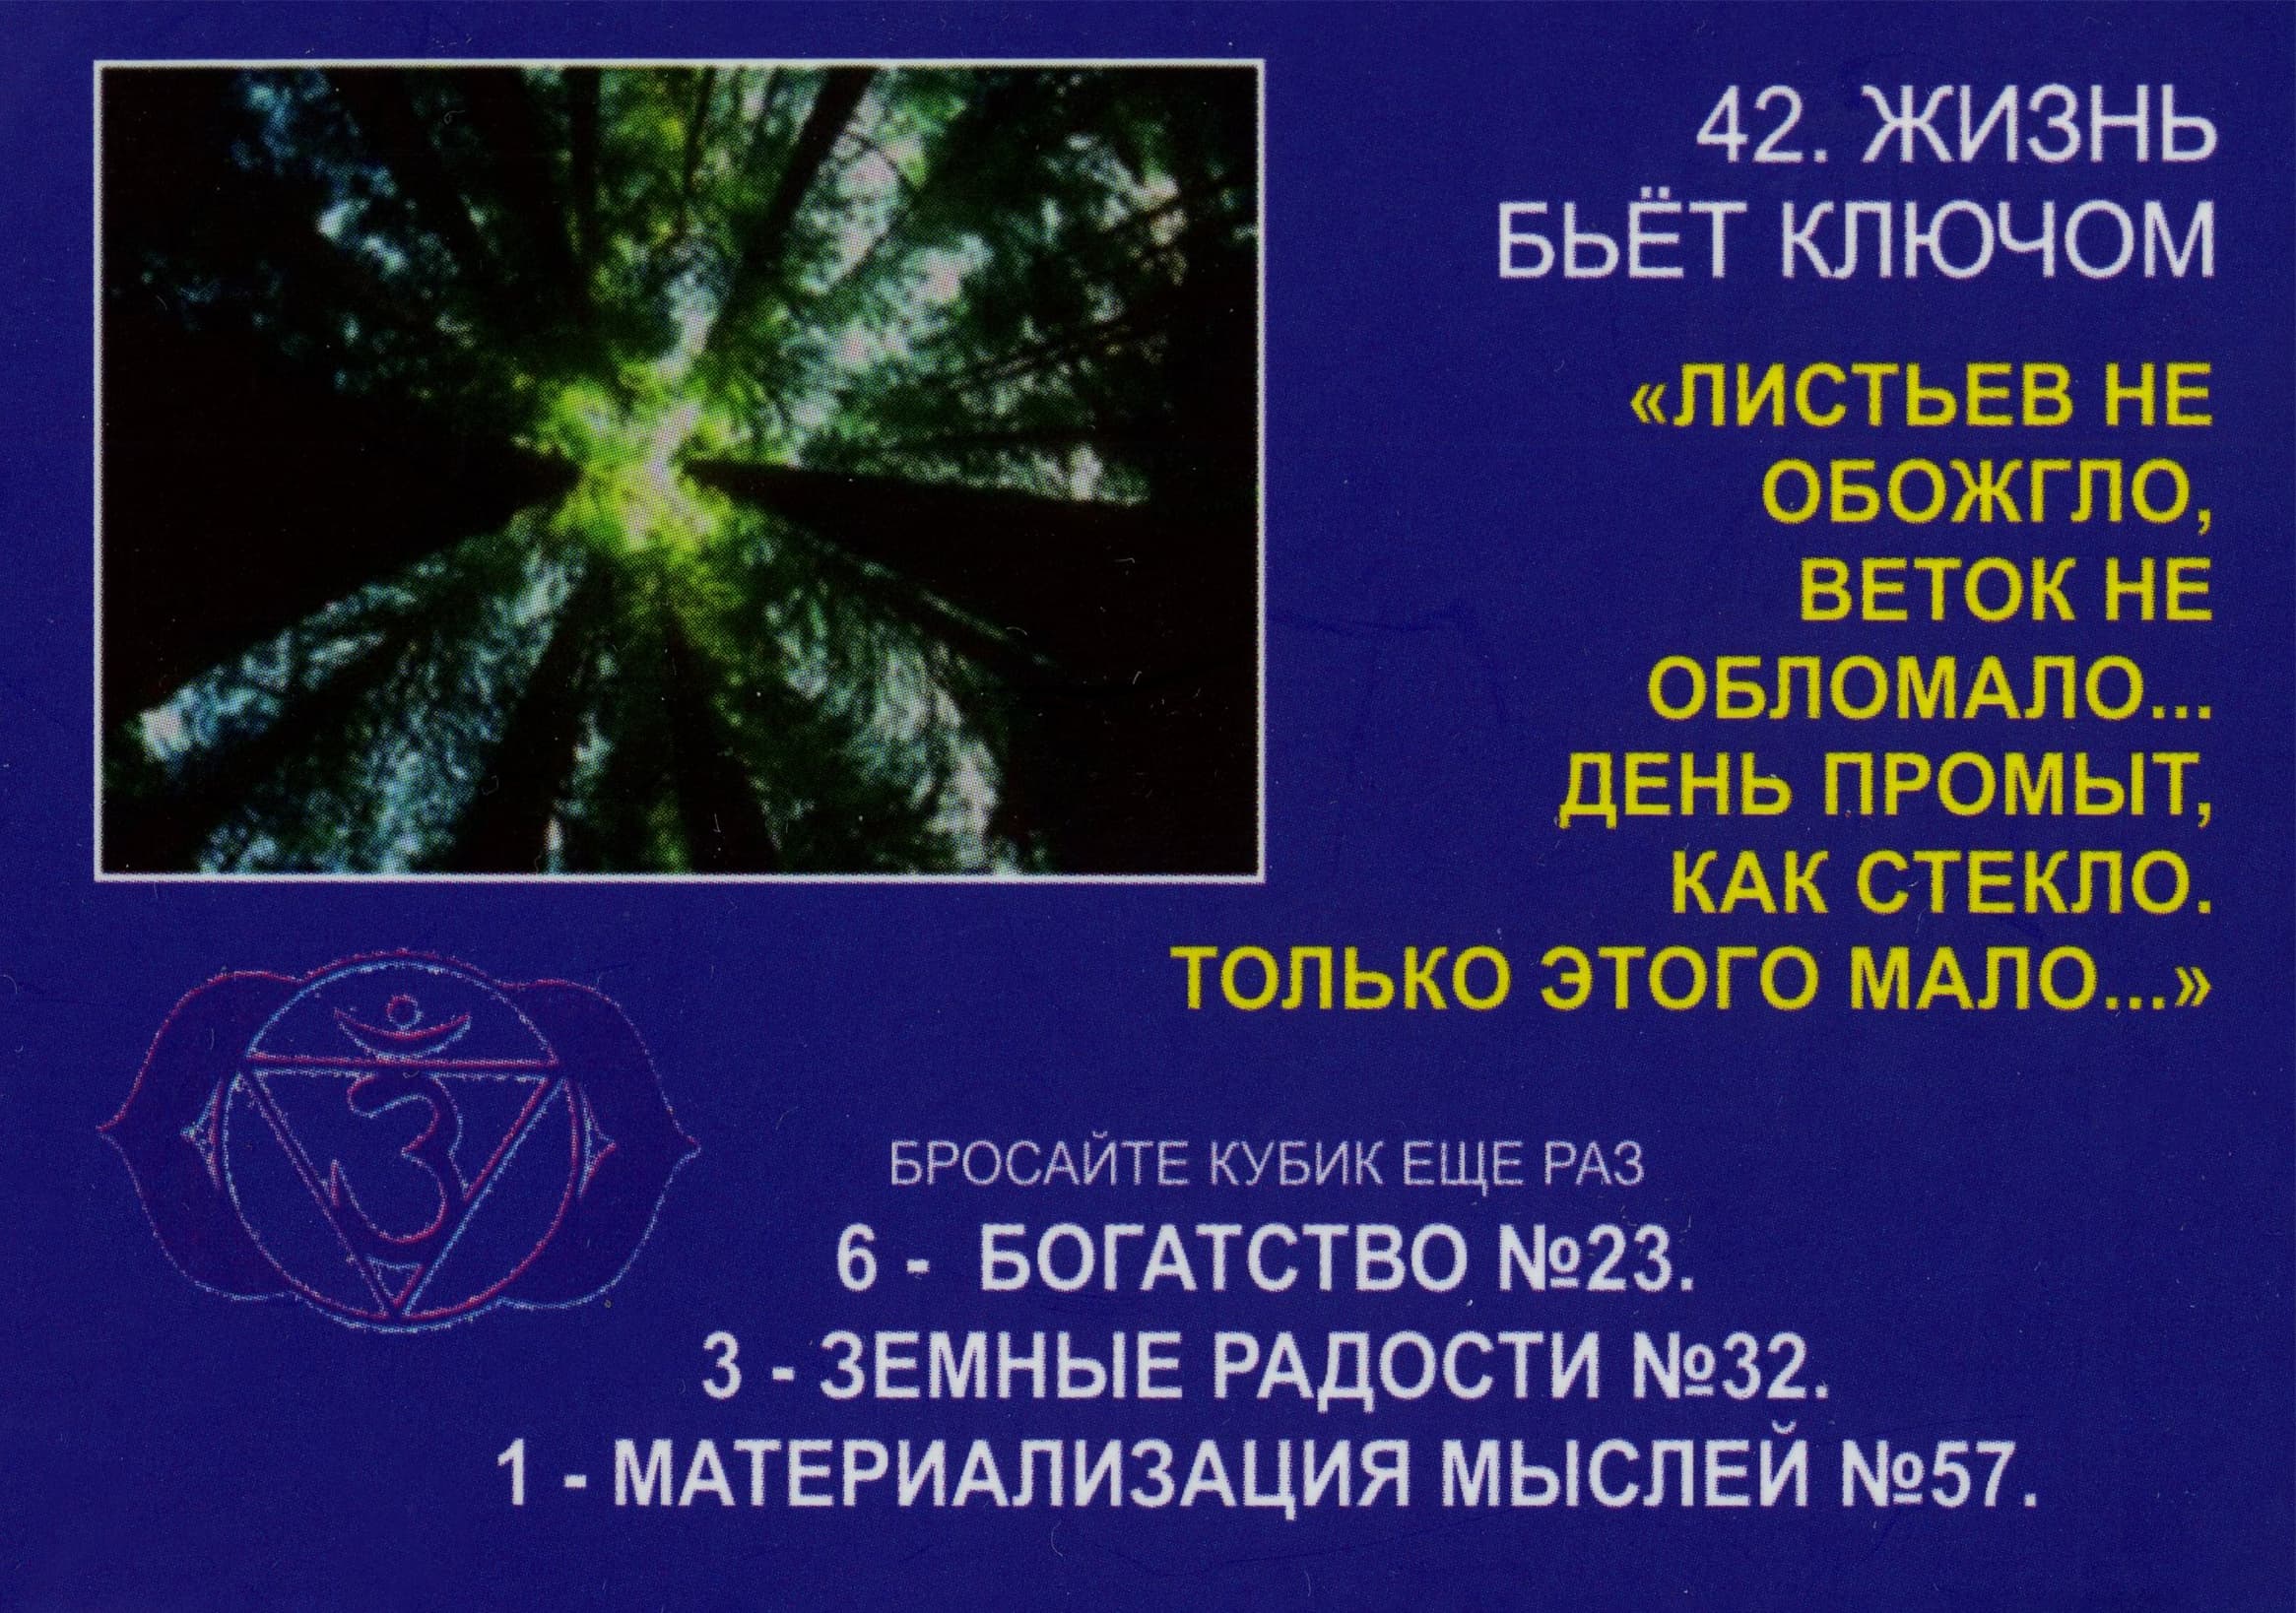 42. ЖИЗНЬ
БЬЁТ КЛЮЧОМ
«ЛИСТЬЕВ НЕ
ОБОЖГЛО,
ВЕТОК НЕ
ОБЛОМАЛО...
ДЕНЬ ПРОМЫТ,
КАК СТЕКЛО.
ТОЛЬКО ЭТОГО МАЛО...»
БРОСАЙТЕ КУБИК ЕЩЕ РАЗ
6 - БОГАТСТВО №23.
3 - ЗЕМНЫЕ РАДОСТИ №32.
1 - МАТЕРИАЛИЗАЦИЯ МЫСЛЕЙ №57.